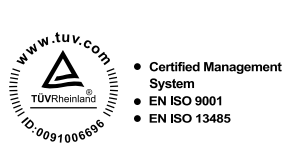 www.tuv.com
TÜVRheinland®
ID:0091006696
● Certified Management
System
● EN ISO 9001
● EN ISO 13485